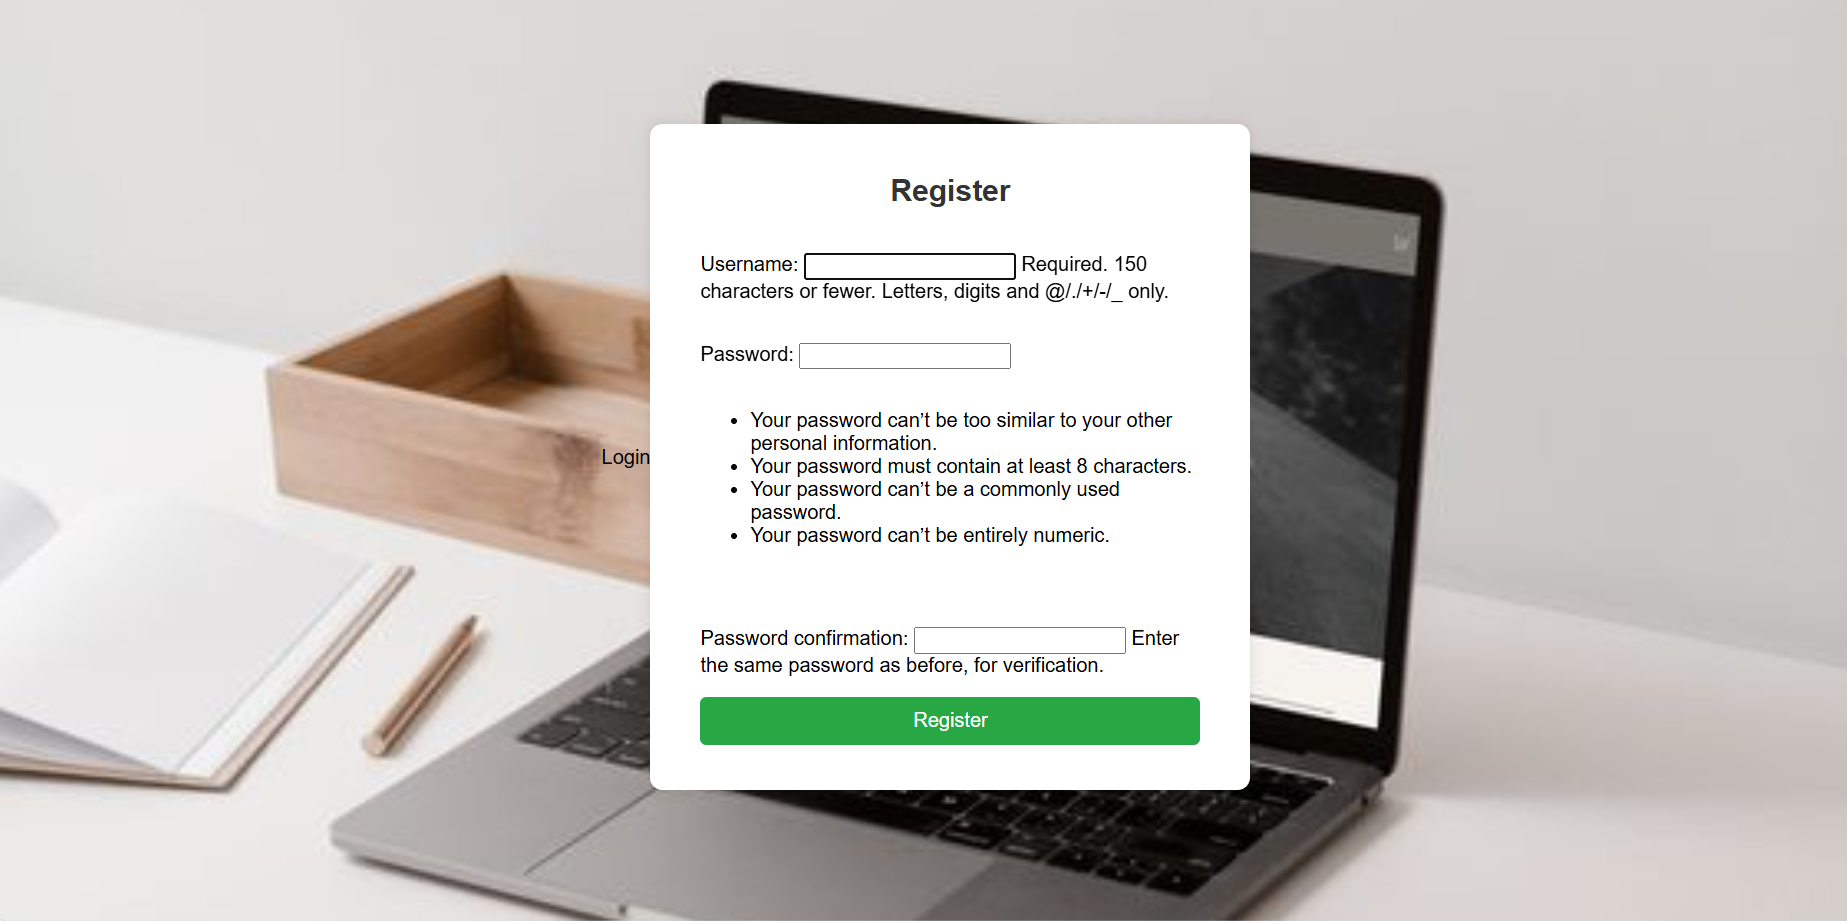 Register
Username: Required. 150
characters or fewer. Letters, digits and @/./+/-/_ only.
Password:
Your password can’t be too similar to your other
personal information.
Login
Your password must contain at least 8 characters.
Your password can’t be a commonly used
password.
Your password can’t be entirely numeric.
Password confirmation: Enter
the same password as before, for verification.
Register